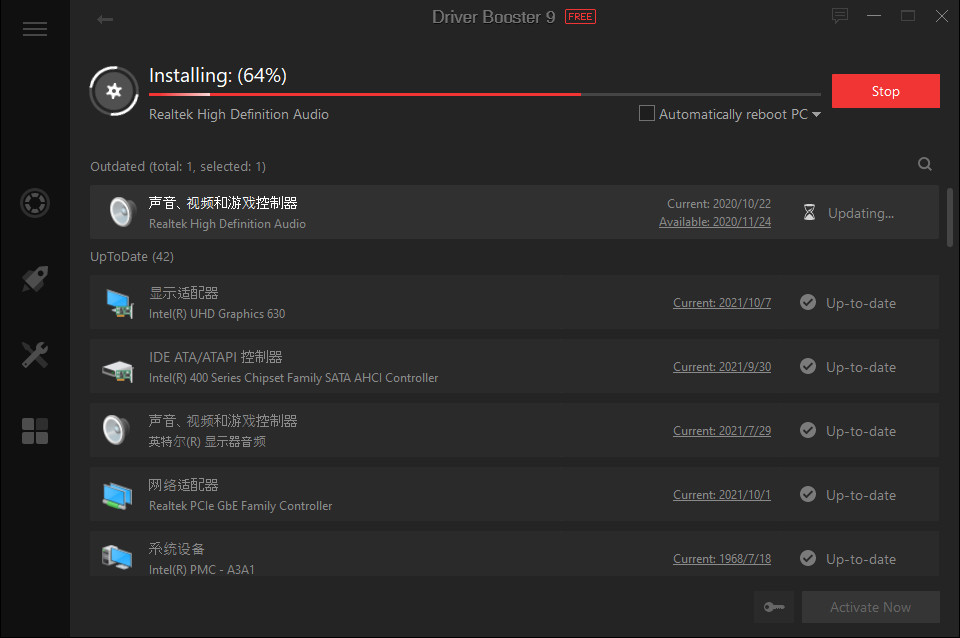 Driver Booster 9 FREE
Installing: (64%)
Stop
Realtek High Definition Audio
Automatically reboot PC
Outdated (total: 1, selected: 1)
声音、视频和游戏控制器
Realtek High Definition Audio
Current: 2020/10/22
Available: 2020/11/24
Updating...
UpToDate (42)
显示适配器
Intel(R) UHD Graphics 630
Current: 2021/10/7
Up-to-date
IDE ATA/ATAPI 控制器
Intel(R) 400 Series Chipset Family SATA AHCI Controller
Current: 2021/9/30
Up-to-date
声音、视频和游戏控制器
英特尔(R) 显示器音频
Current: 2021/7/29
Up-to-date
网络适配器
Realtek PCIe GbE Family Controller
Current: 2021/10/1
Up-to-date
系统设备
Intel(R) PMC - A3A1
Current: 1968/7/18
Up-to-date
Activate Now